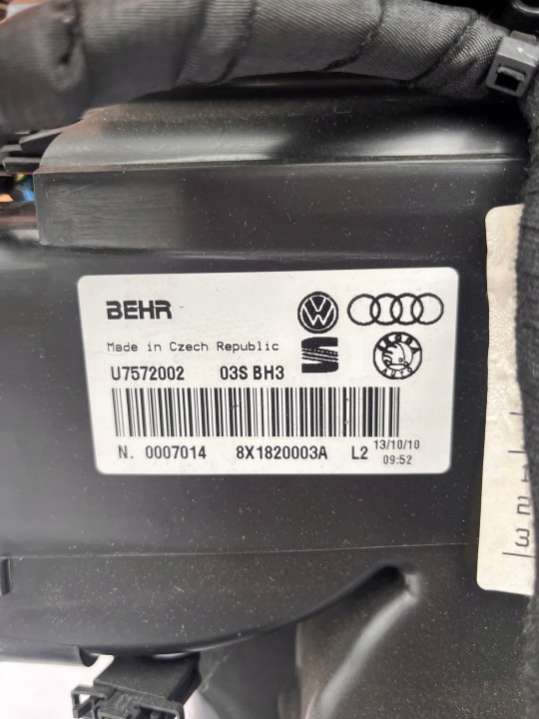 BEHR
Made in Czech Republic
U7572002 03S BH3
N. 0007014 8X1820003A L2 13/10/10
09:52